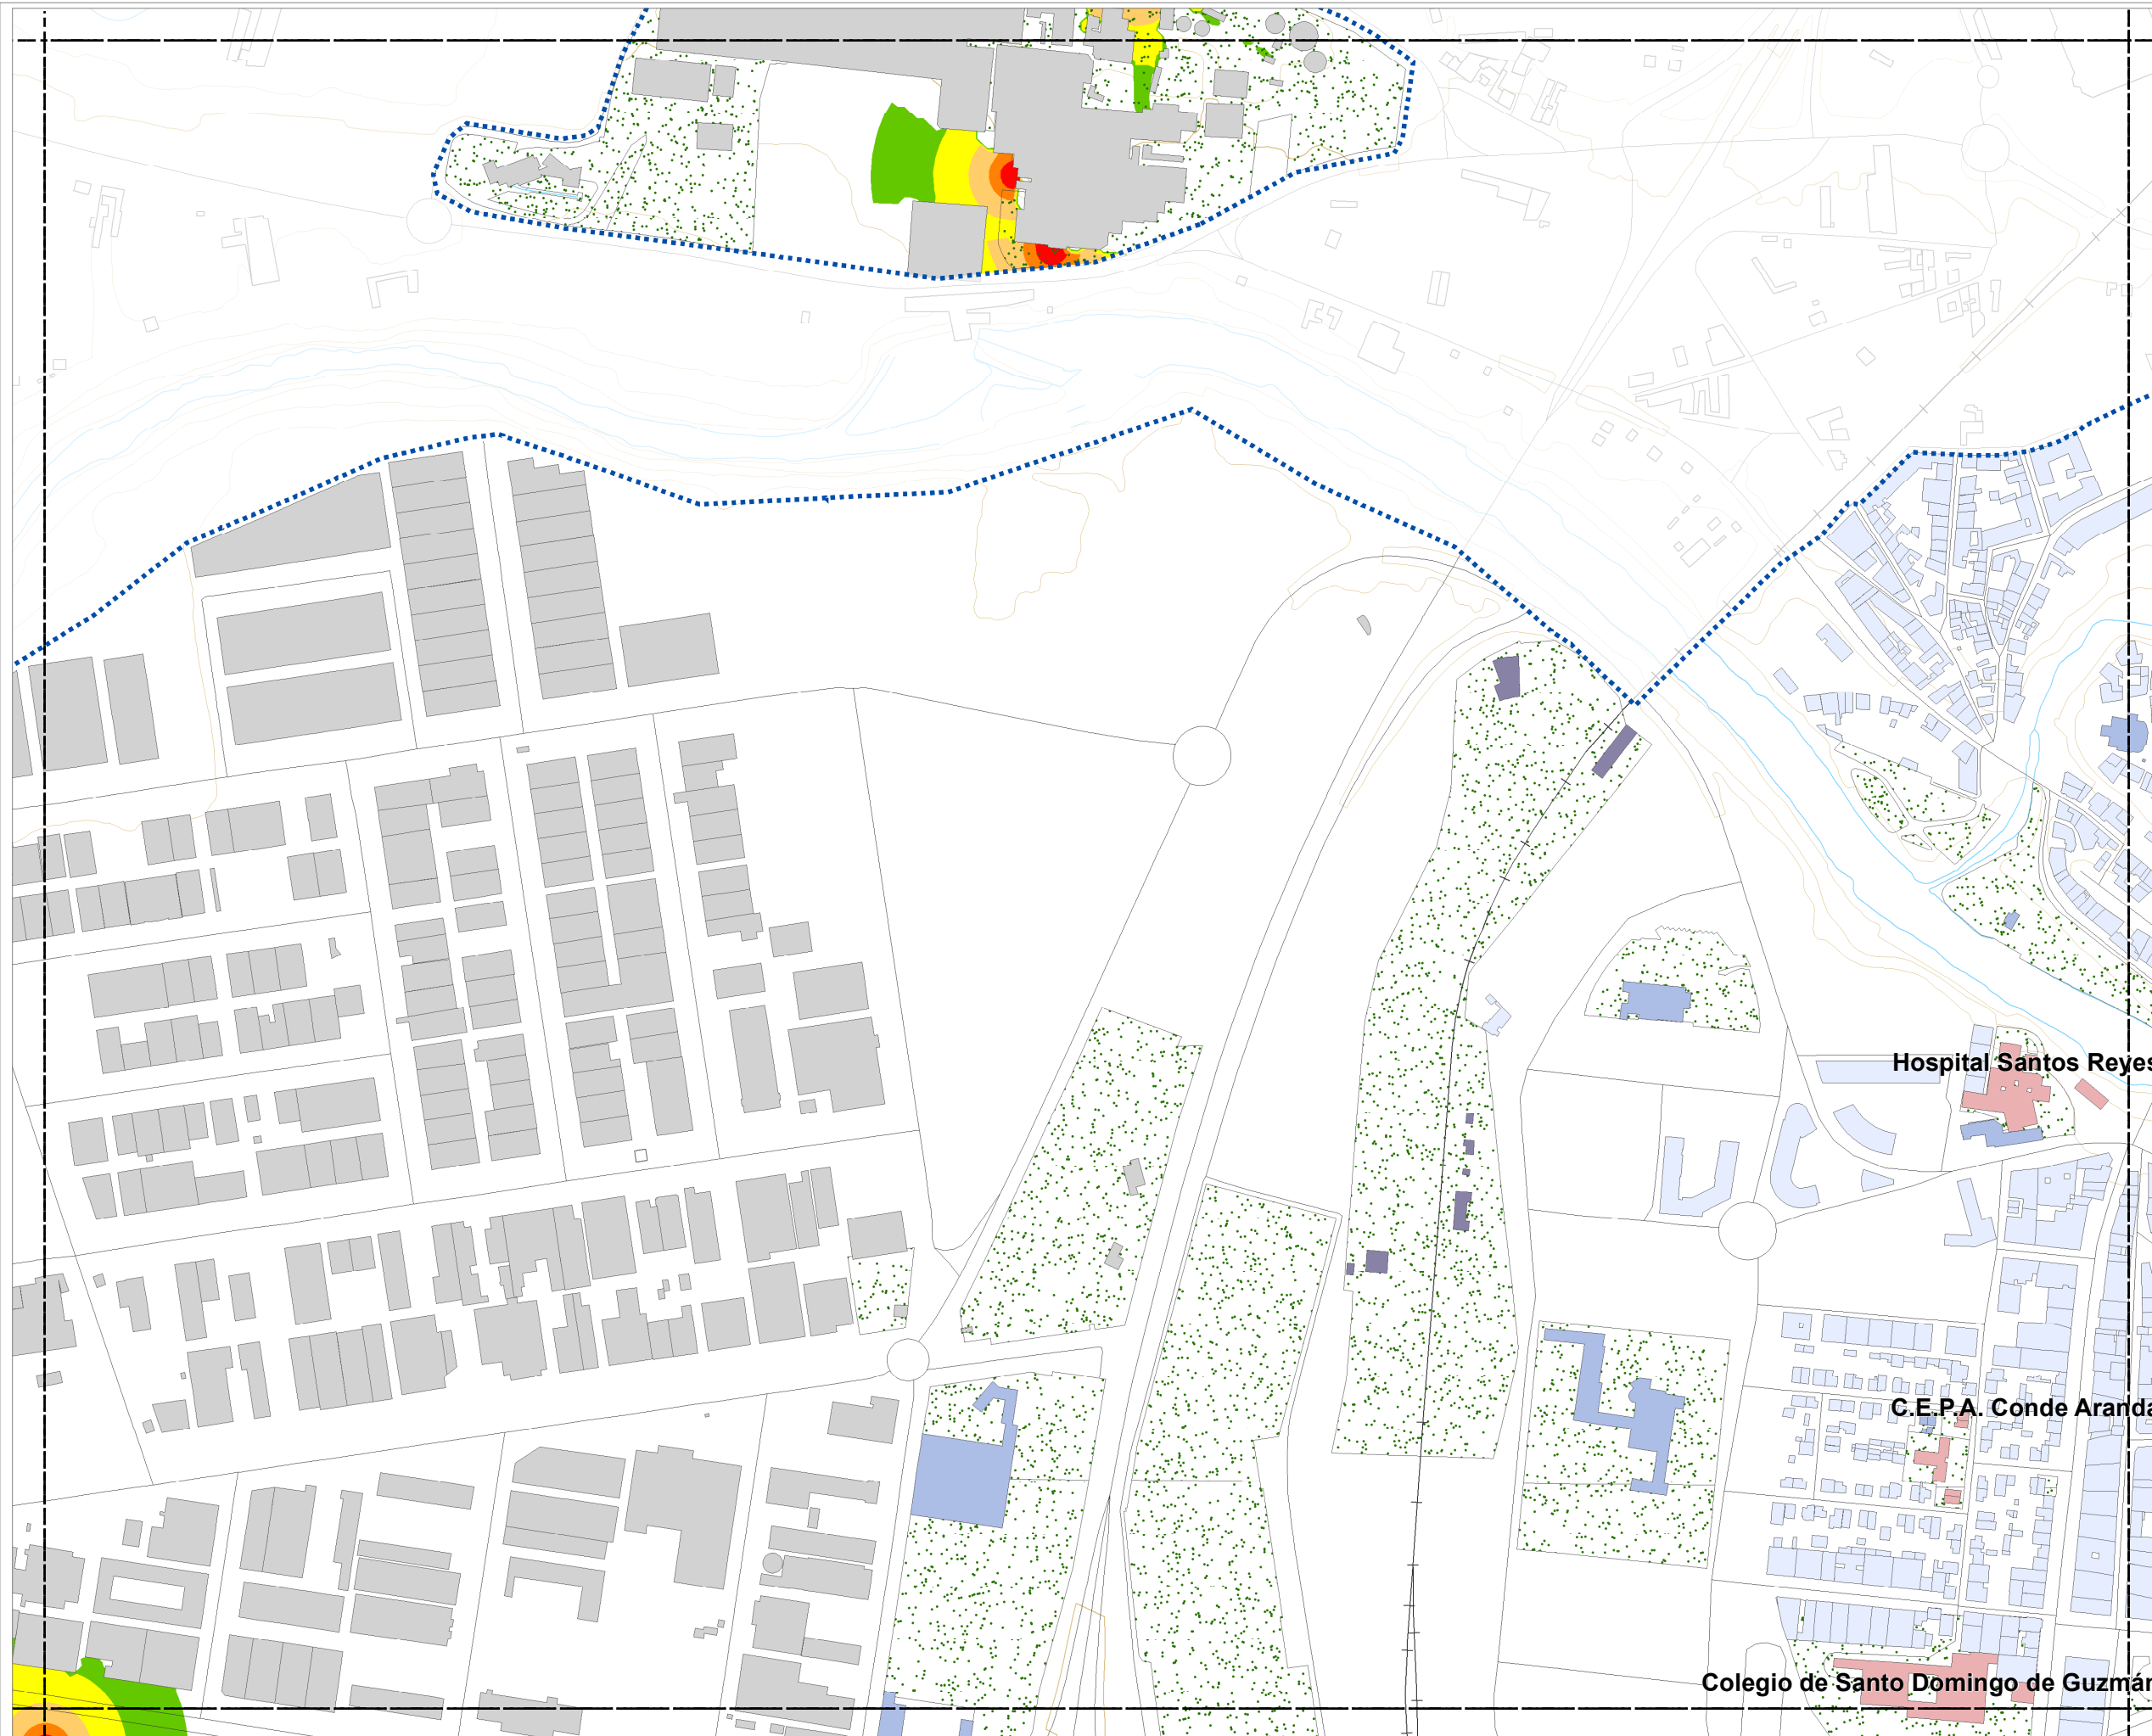 Hospital Santos Reyes
C.E.P.A. Conde Aranda
Colegio de Santo Domingo de Guzmán